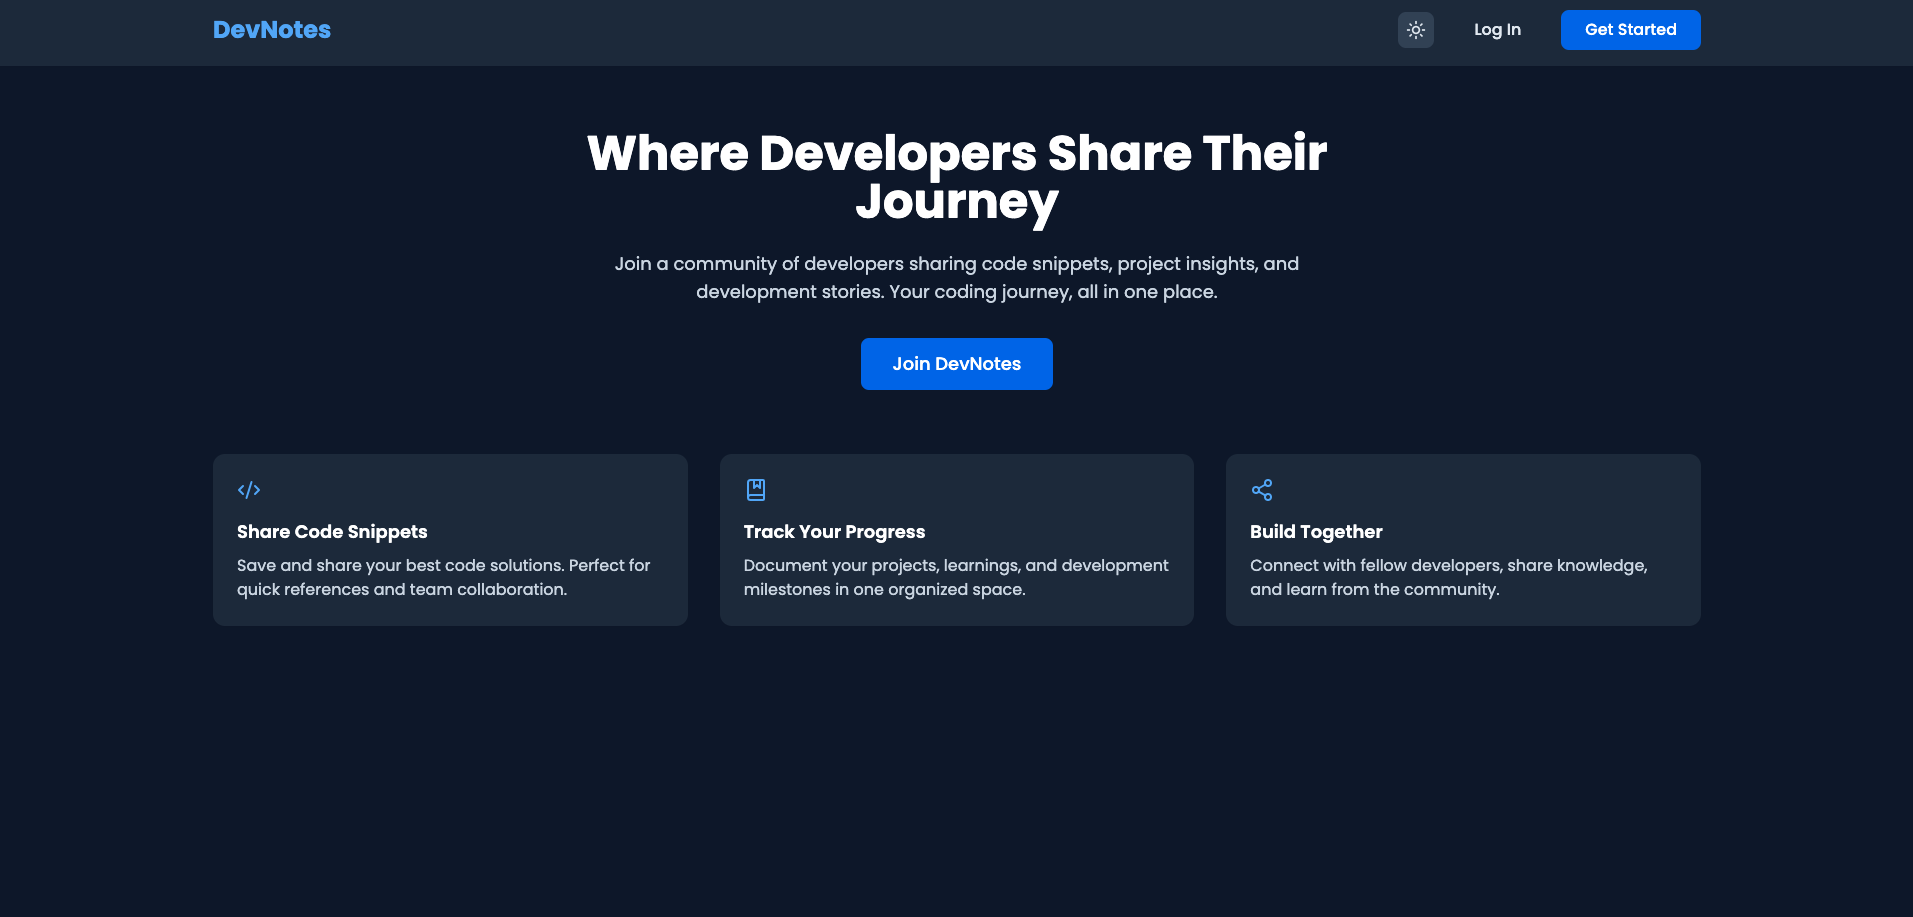 DevNotes
Log In
Get Started
Where Developers Share Their
Journey
Join a community of developers sharing code snippets, project insights, and
development stories. Your coding journey, all in one place.
Join DevNotes
Share Code Snippets
Save and share your best code solutions. Perfect for
quick references and team collaboration.
Track Your Progress
Document your projects, learnings, and development
milestones in one organized space.
Build Together
Connect with fellow developers, share knowledge,
and learn from the community.